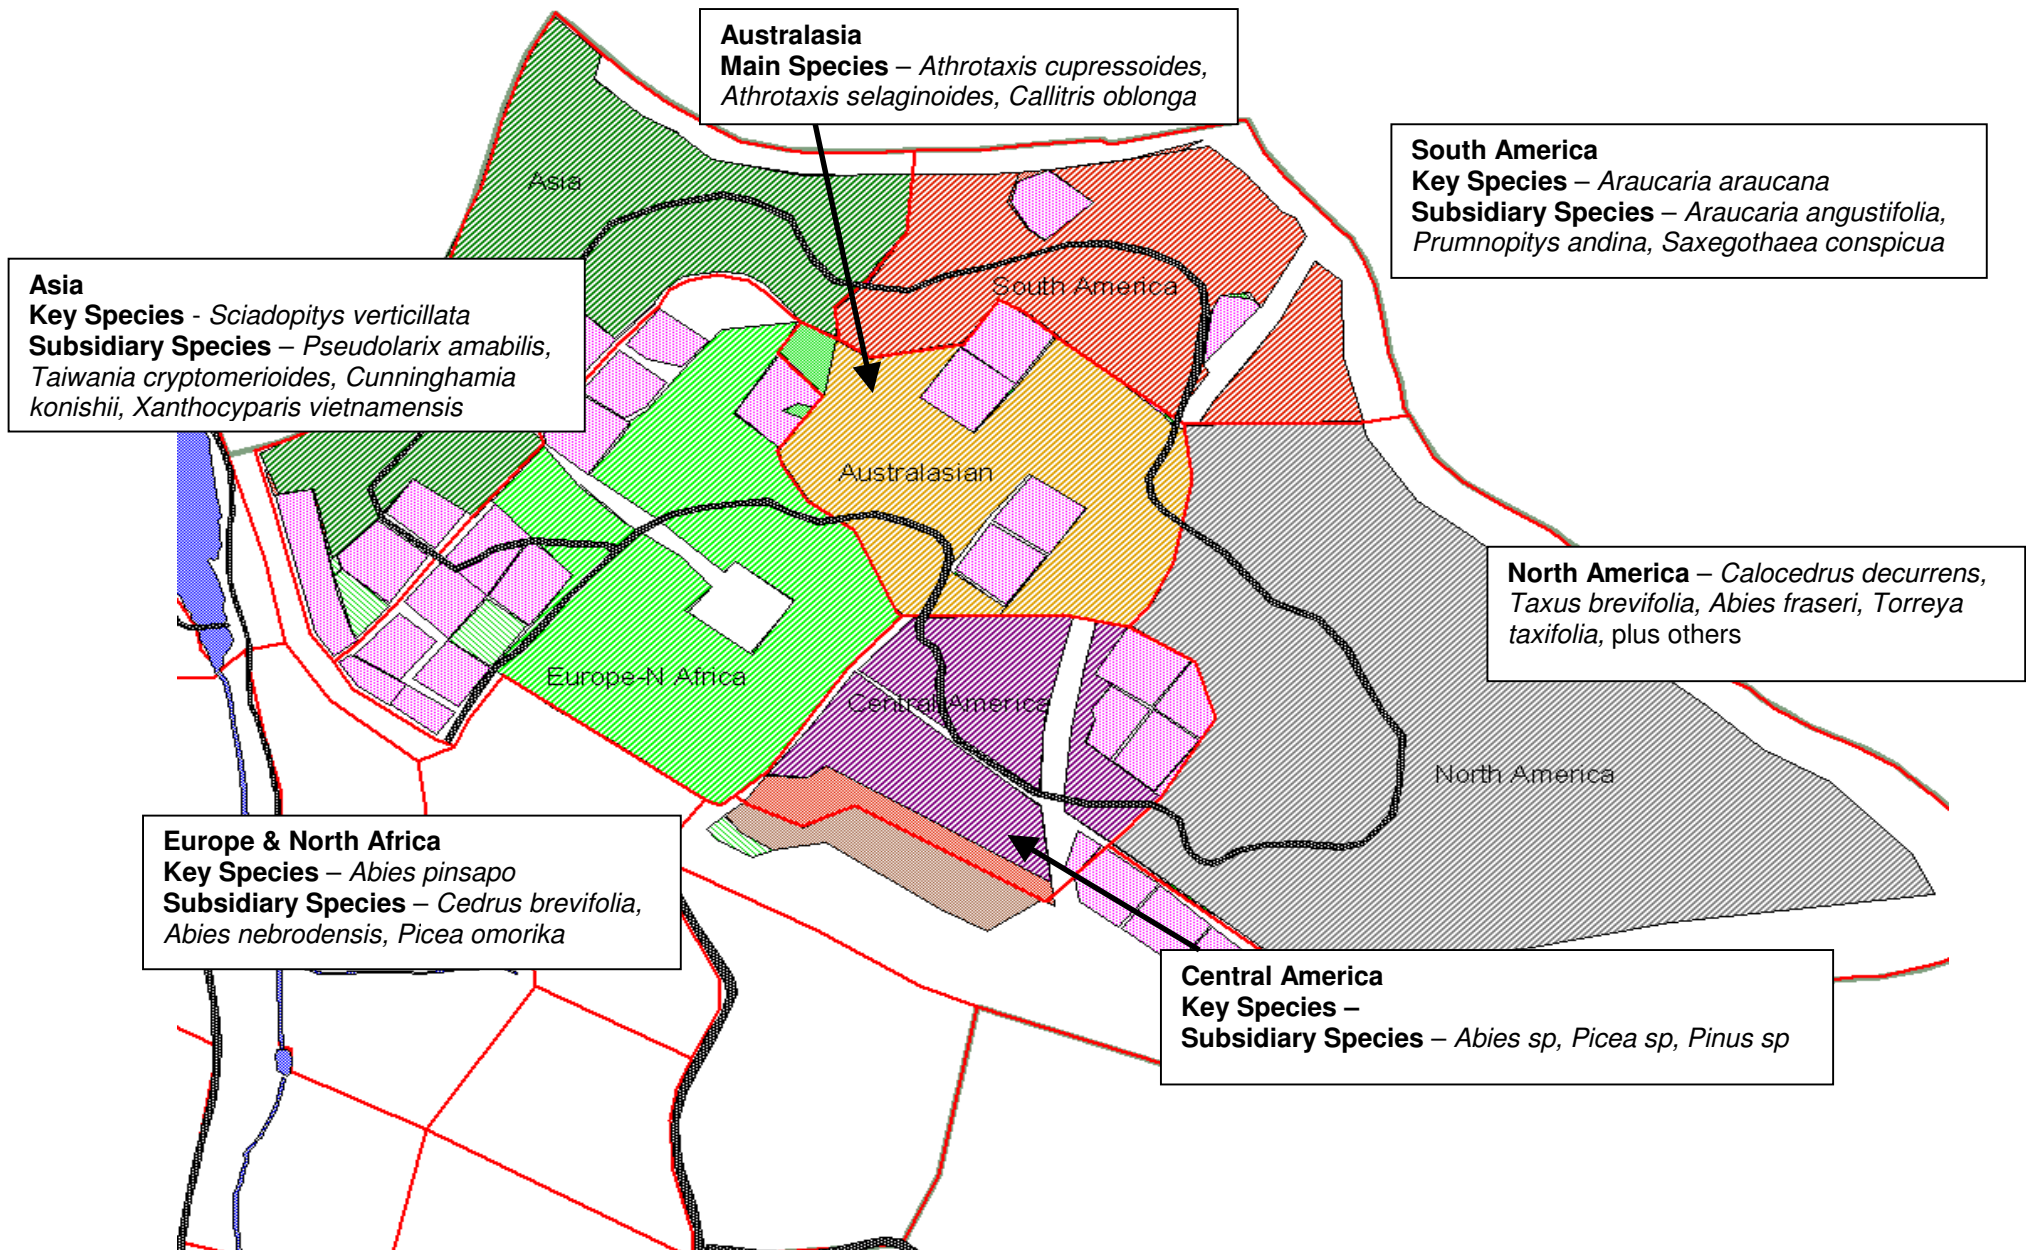 Australasia
Main Species – Athrotaxis cupressoides,
Athrotaxis selaginoides, Callitris oblonga
South America
Key Species – Araucaria araucana
Subsidiary Species – Araucaria angustifolia,
Prumnopitys andina, Saxegothaea conspicua
Asia
South America
Asia
Key Species - Sciadopitys verticillata
Subsidiary Species – Pseudolarix amabilis,
Taiwania cryptomerioides, Cunninghamia
konishii, Xanthocyparis vietnamensis
Australasian
North America – Calocedrus decurrens,
Taxus brevifolia, Abies fraseri, Torreya
taxifolia, plus others
Europe-N Africa
Central America
North America
Europe & North Africa
Key Species – Abies pinsapo
Subsidiary Species – Cedrus brevifolia,
Abies nebrodensis, Picea omorika
Central America
Key Species –
Subsidiary Species – Abies sp, Picea sp, Pinus sp